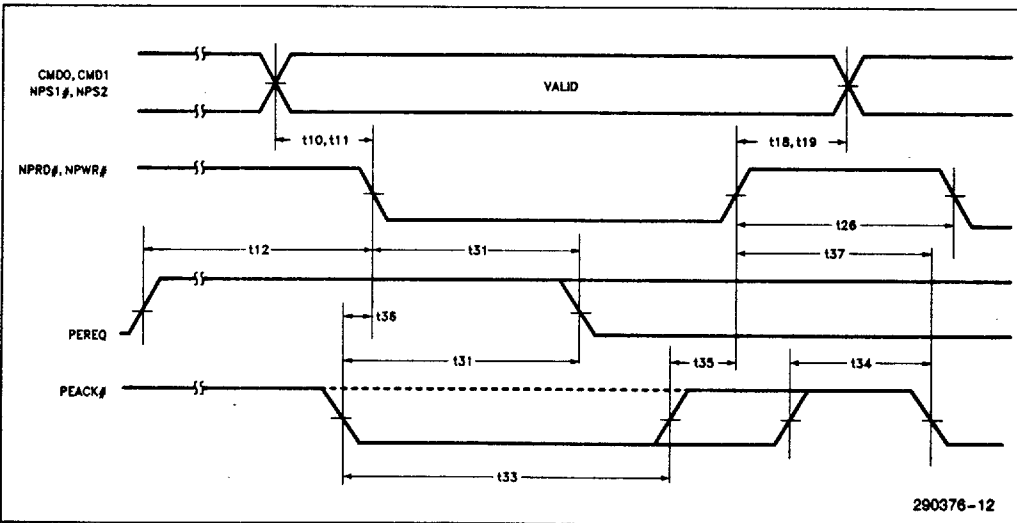 CMD0, CMD1
NPS1#, NPS2
VALID
t10, t11
t18, t19
NPRD#, NPWR#
t26
t12
t31
t37
t36
PEREQ
t31
t35
t34
PEACK#
t33
290376-12